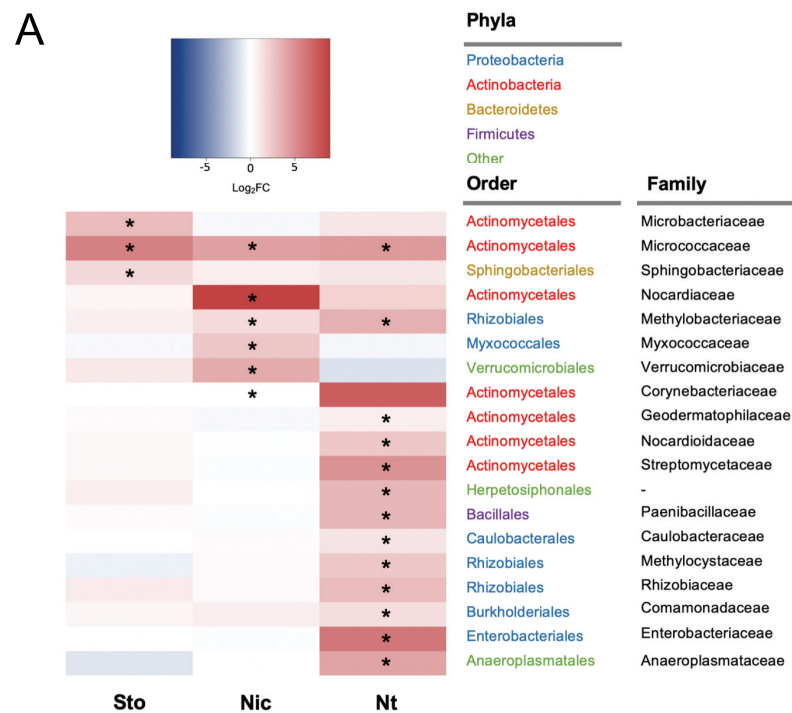 A
Phyla
Proteobacteria
Actinobacteria
Bacteroidetes
Firmicutes
Other
-5 0 5
Log₂FC
Order Family
* Actinomycetales Microbacteriaceae
* * * Actinomycetales Micrococcaceae
* Sphingobacteriales Sphingobacteriaceae
* Actinomycetales Nocardiaceae
* * Rhizobiales Methylobacteriaceae
* Myxococcales Myxococcaceae
* Verrucomicrobiales Verrucomicrobiaceae
* Actinomycetales Corynebacteriaceae
* Actinomycetales Geodermatophilaceae
* Actinomycetales Nocardioidaceae
* Actinomycetales Streptomycetaceae
* Herpetosiphonales -
* Bacillales Paenibacillaceae
* Caulobacterales Caulobacteraceae
* Rhizobiales Methylocystaceae
* Rhizobiales Rhizobiaceae
* Burkholderiales Comamonadaceae
* Enterobacteriales Enterobacteriaceae
* Anaeroplasmatales Anaeroplasmataceae
Sto Nic Nt